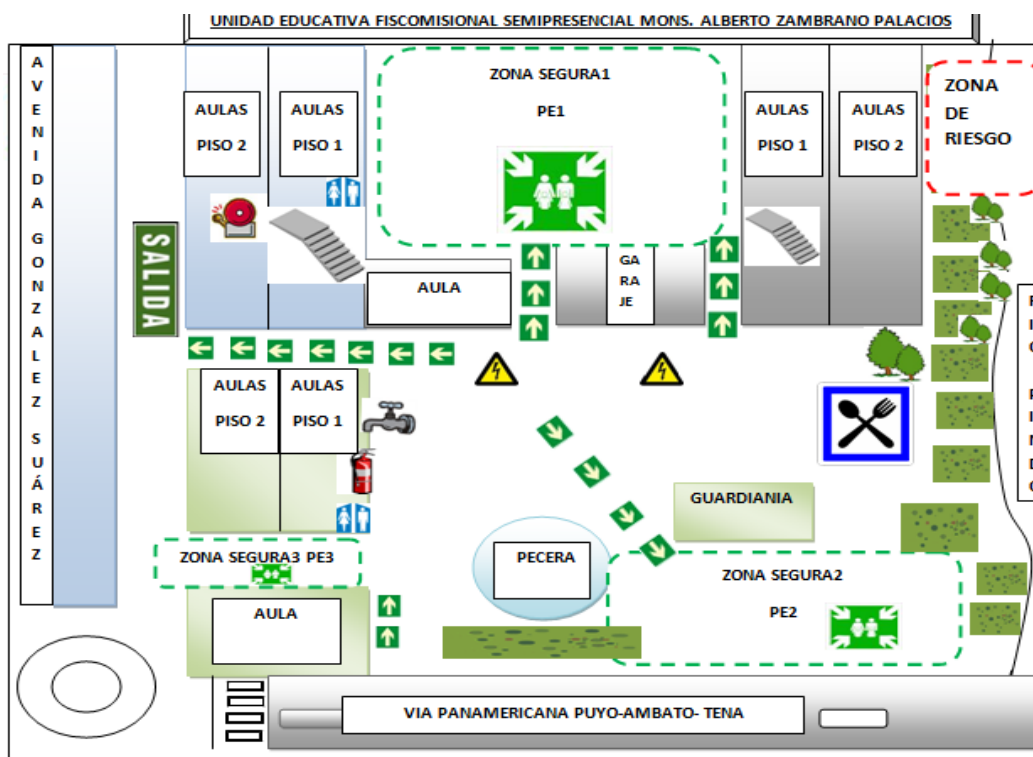 UNIDAD EDUCATIVA FISCOMISIONAL SEMIPRESENCIAL MONS. ALBERTO ZAMBRANO PALACIOS
AVENIDA GONZALEZ SUÁREZ
SALIDA
AULAS
PISO 2
AULAS
PISO 1
ZONA SEGURA1
PE1
AULAS
PISO 1
AULAS
PISO 2
ZONA
DE
RIESGO
AULA
GA
RA
JE
AULAS
PISO 2
AULAS
PISO 1
GUARDIANIA
ZONA SEGURA3 PE3
PECERA
ZONA SEGURA2
PE2
AULA
VIA PANAMERICANA PUYO-AMBATO- TENA